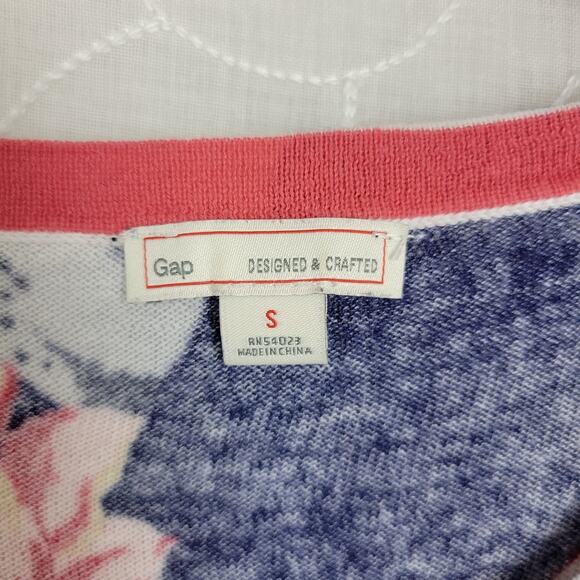 Gap DESIGNED & CRAFTED
S
RN54023
MADE IN CHINA